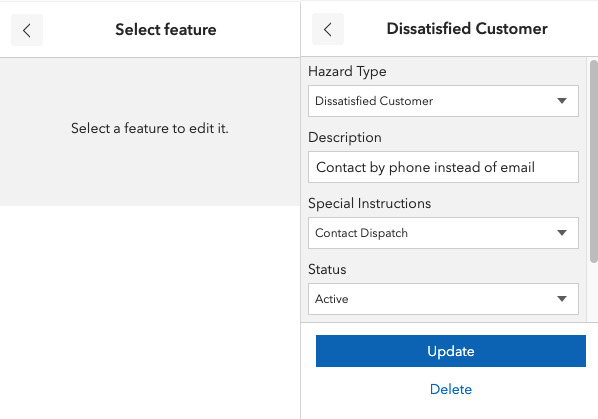 Select feature
Select a feature to edit it.
Dissatisfied Customer
Hazard Type
Dissatisfied Customer
Description
Contact by phone instead of email
Special Instructions
Contact Dispatch
Status
Active
Update
Delete